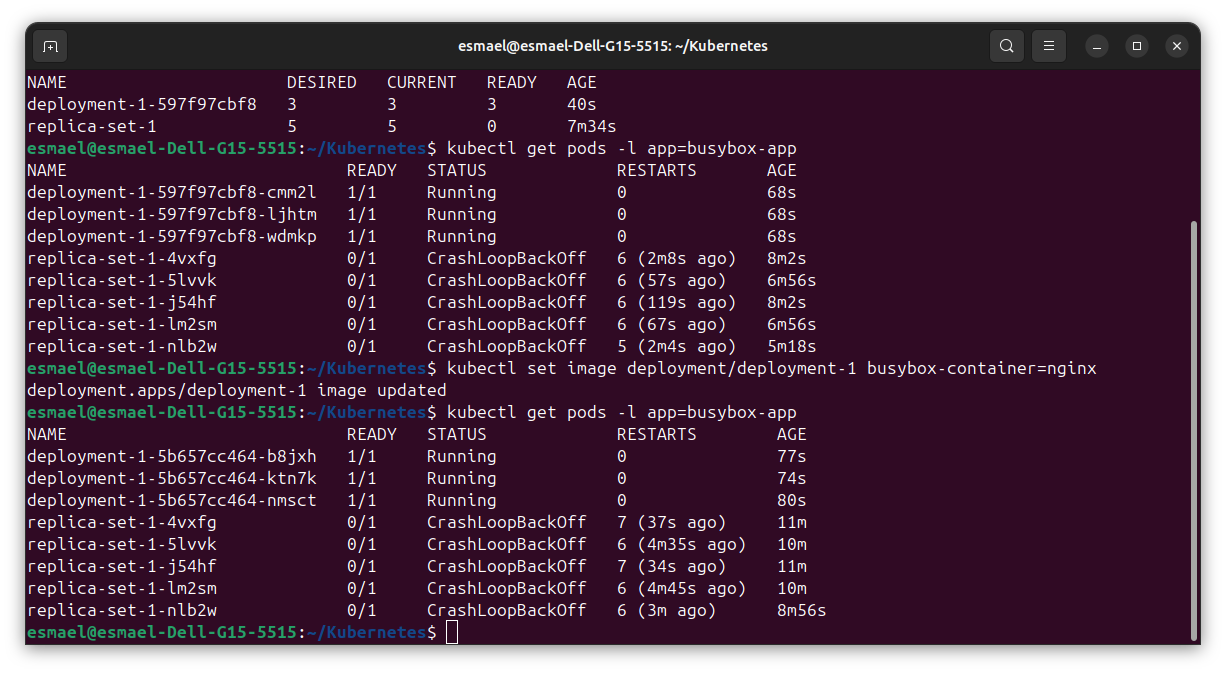 esmael@esmael-Dell-G15-5515: ~/Kubernetes
NAME                      DESIRED   CURRENT   READY   AGE
deployment-1-597f97cbf8   3         3         3       40s
replica-set-1             5         5         0       7m34s
esmael@esmael-Dell-G15-5515:~/Kubernetes$ kubectl get pods -l app=busybox-app
NAME                            READY   STATUS             RESTARTS       AGE
deployment-1-597f97cbf8-cmm2l   1/1     Running            0              68s
deployment-1-597f97cbf8-ljhtm   1/1     Running            0              68s
deployment-1-597f97cbf8-wdmkp   1/1     Running            0              68s
replica-set-1-4vxfg             0/1     CrashLoopBackOff   6 (2m8s ago)   8m2s
replica-set-1-5lvvk             0/1     CrashLoopBackOff   6 (57s ago)    6m56s
replica-set-1-j54hf             0/1     CrashLoopBackOff   6 (119s ago)   8m2s
replica-set-1-lm2sm             0/1     CrashLoopBackOff   6 (67s ago)    6m56s
replica-set-1-nlb2w             0/1     CrashLoopBackOff   5 (2m4s ago)   5m18s
esmael@esmael-Dell-G15-5515:~/Kubernetes$ kubectl set image deployment/deployment-1 busybox-container=nginx
deployment.apps/deployment-1 image updated
esmael@esmael-Dell-G15-5515:~/Kubernetes$ kubectl get pods -l app=busybox-app
NAME                            READY   STATUS             RESTARTS        AGE
deployment-1-5b657cc464-b8jxh   1/1     Running            0               77s
deployment-1-5b657cc464-ktn7k   1/1     Running            0               74s
deployment-1-5b657cc464-nmsct   1/1     Running            0               80s
replica-set-1-4vxfg             0/1     CrashLoopBackOff   7 (37s ago)     11m
replica-set-1-5lvvk             0/1     CrashLoopBackOff   6 (4m35s ago)   10m
replica-set-1-j54hf             0/1     CrashLoopBackOff   7 (34s ago)     11m
replica-set-1-lm2sm             0/1     CrashLoopBackOff   6 (4m45s ago)   10m
replica-set-1-nlb2w             0/1     CrashLoopBackOff   6 (3m ago)      8m56s
esmael@esmael-Dell-G15-5515:~/Kubernetes$